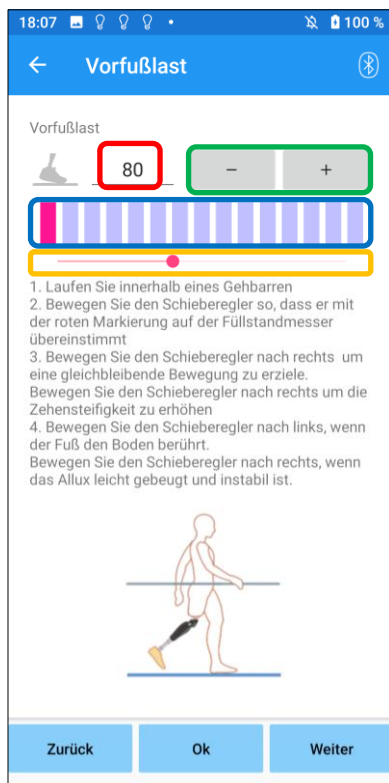 18:07 100 %
Vorfußlast
Vorfußlast
80 − +
1. Laufen Sie innerhalb eines Gehbarren
2. Bewegen Sie den Schieberegler so, dass er mit
der roten Markierung auf der Füllstandmesser
übereinstimmt
3. Bewegen Sie den Schieberegler nach rechts um
eine gleichbleibende Bewegung zu erziele.
Bewegen Sie den Schieberegler nach rechts um die
Zehensteifigkeit zu erhöhen
4. Bewegen Sie den Schieberegler nach links, wenn
der Fuß den Boden berührt.
Bewegen Sie den Schieberegler nach rechts, wenn
das Allux leicht gebeugt und instabil ist.
Zurück Ok Weiter